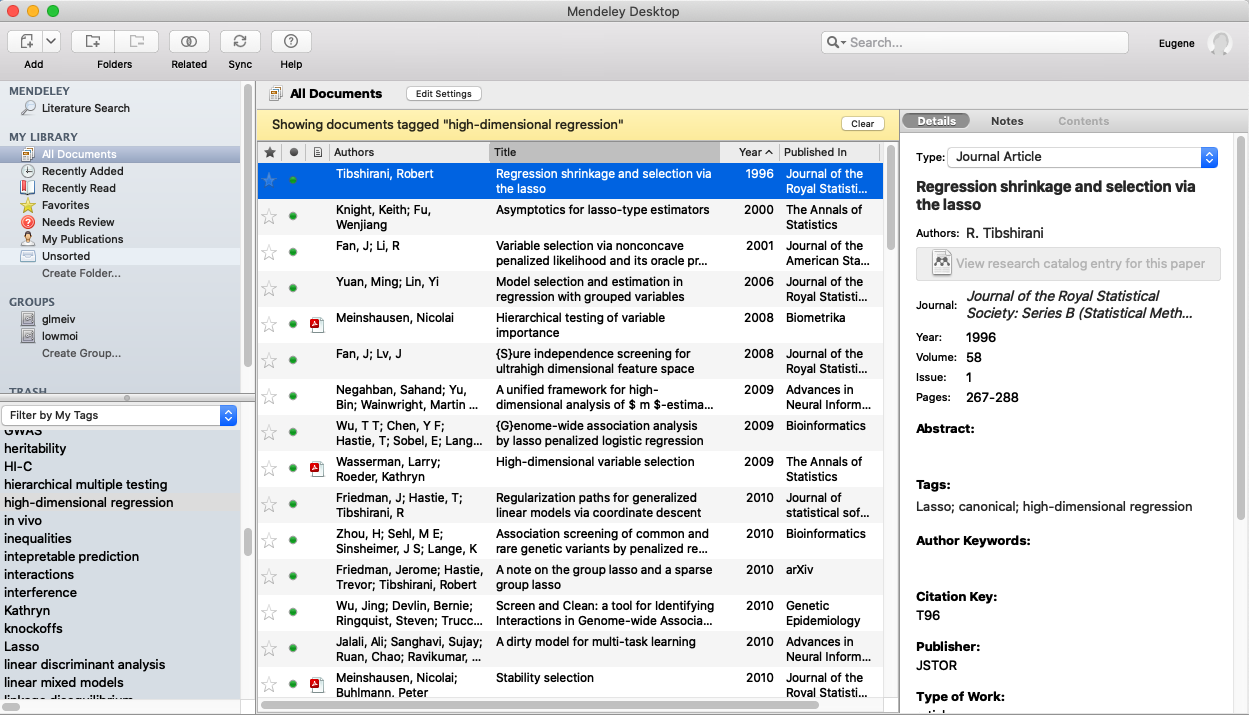 Mendeley Desktop
Add
Folders
Related
Sync
Help
Search...
Eugene
MENDELEY
Literature Search
MY LIBRARY
All Documents
Recently Added
Recently Read
Favorites
Needs Review
My Publications
Unsorted
Create Folder...
GROUPS
glmeiv
lowmoi
Create Group...
TRASH
Filter by My Tags
GWAS
heritability
HI-C
hierarchical multiple testing
high-dimensional regression
in vivo
inequalities
intepretable prediction
interactions
interference
Kathryn
knockoffs
Lasso
linear discriminant analysis
linear mixed models
linkage disequilibrium
All Documents
Edit Settings
Showing documents tagged "high-dimensional regression"
Clear
Authors Title Year Published In
Tibshirani, Robert Regression shrinkage and selection via 1996 Journal of the
the lasso Royal Statisti...
Knight, Keith; Fu, Asymptotics for lasso-type estimators 2000 The Annals of
Wenjiang Statistics
Fan, J; Li, R Variable selection via nonconcave 2001 Journal of the
penalized likelihood and its oracle pr... American Sta...
Yuan, Ming; Lin, Yi Model selection and estimation in 2006 Journal of the
regression with grouped variables Royal Statisti...
Meinshausen, Nicolai Hierarchical testing of variable 2008 Biometrika
importance
Fan, J; Lv, J {S}ure independence screening for 2008 Journal of the
ultrahigh dimensional feature space Royal Statisti...
Negahban, Sahand; Yu, A unified framework for high- 2009 Advances in
Bin; Wainwright, Martin ... dimensional analysis of $ m $-estima... Neural Inform...
Wu, T T; Chen, Y F; {G}enome-wide association analysis 2009 Bioinformatics
Hastie, T; Sobel, E; Lang... by lasso penalized logistic regression
Wasserman, Larry; High-dimensional variable selection 2009 The Annals of
Roeder, Kathryn Statistics
Friedman, J; Hastie, T; Regularization paths for generalized 2010 Journal of
Tibshirani, R linear models via coordinate descent statistical sof...
Zhou, H; Sehl, M E; Association screening of common and 2010 Bioinformatics
Sinsheimer, J S; Lange, K rare genetic variants by penalized re...
Friedman, Jerome; Hastie, A note on the group lasso and a sparse 2010 arXiv
Trevor; Tibshirani, Robert group lasso
Wu, Jing; Devlin, Bernie; Screen and Clean: a tool for Identifying 2010 Genetic
Ringquist, Steven; Trucc... Interactions in Genome-wide Associa... Epidemiology
Jalali, Ali; Sanghavi, Sujay; A dirty model for multi-task learning 2010 Advances in
Ruan, Chao; Ravikumar, ... Neural Inform...
Meinshausen, Nicolai; Stability selection 2010 Journal of the
Buhlmann, Peter Royal Statisti...
Details Notes Contents
Type: Journal Article
Regression shrinkage and selection via
the lasso
Authors: R. Tibshirani
View research catalog entry for this paper
Journal: Journal of the Royal Statistical
Society: Series B (Statistical Meth...
Year: 1996
Volume: 58
Issue: 1
Pages: 267-288
Abstract:
Tags:
Lasso; canonical; high-dimensional regression
Author Keywords:
Citation Key:
T96
Publisher:
JSTOR
Type of Work: